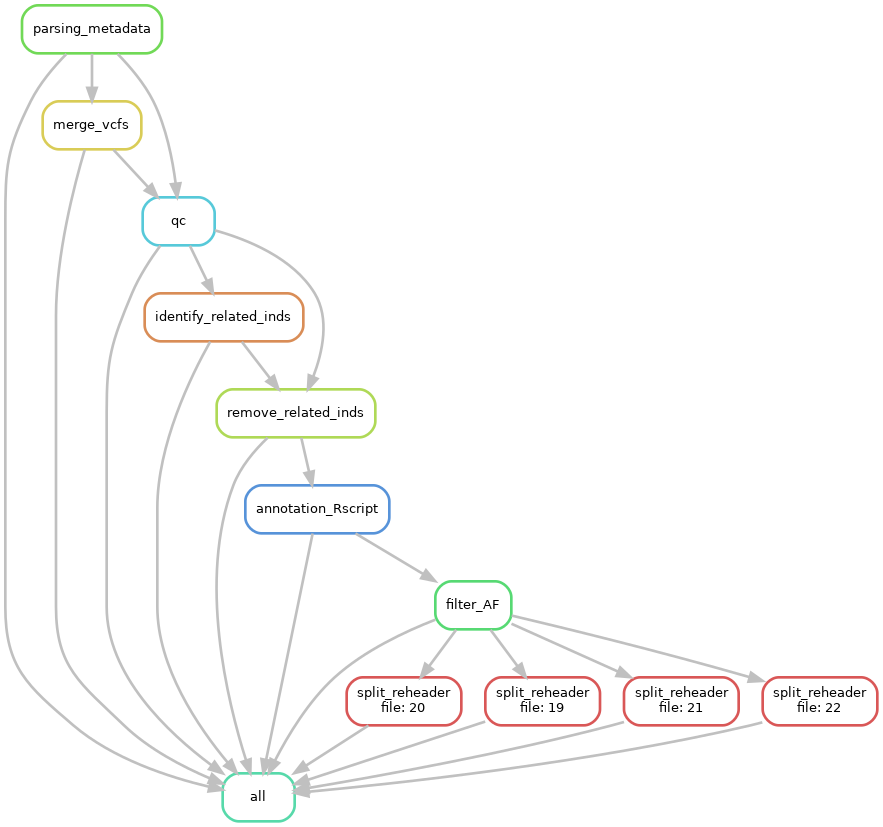 parsing_metadata
merge_vcfs
qc
identify_related_inds
remove_related_inds
annotation_Rscript
filter_AF
split_reheader
file: 20
split_reheader
file: 19
split_reheader
file: 21
split_reheader
file: 22
all